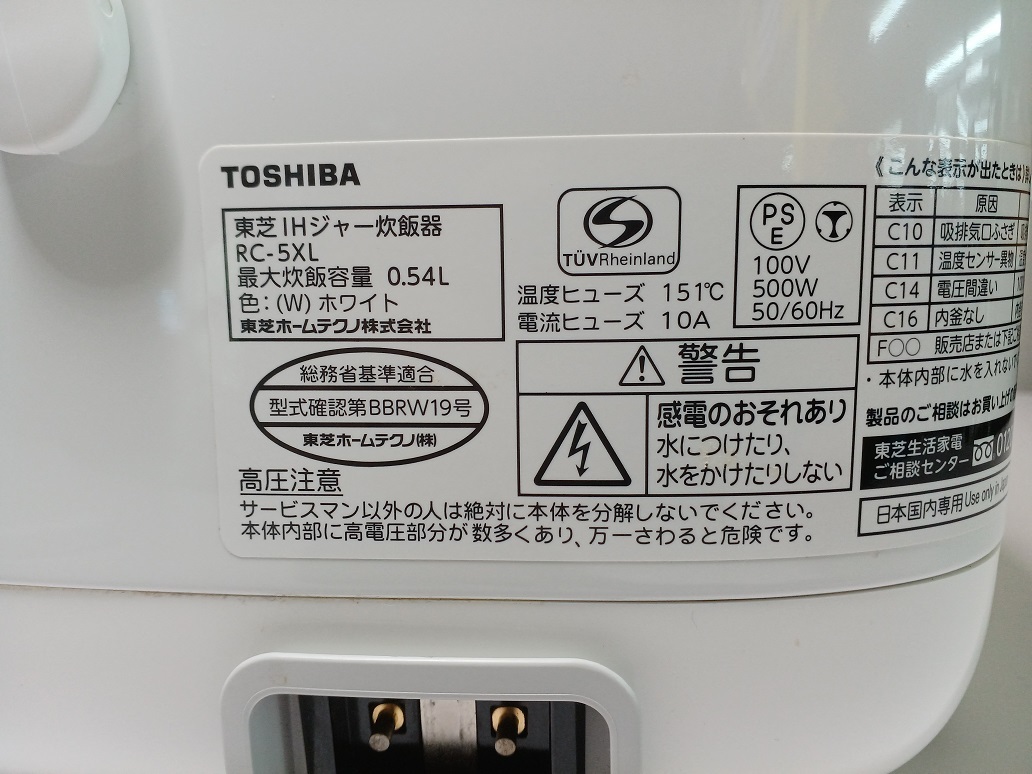 TOSHIBA
東芝IHジャー炊飯器
RC-5XL
最大炊飯容量 0.54L
色:(W)ホワイト
東芝ホームテクノ株式会社
総務省基準適合
型式確認第BBRW19号
東芝ホームテクノ(株)
TÜVRheinland
温度ヒューズ 151℃
電流ヒューズ 10A
PS
E
100V
500W
50/60Hz
警告
感電のおそれあり
水につけたり、
水をかけたりしない
高圧注意
サービスマン以外の人は絶対に本体を分解しないでください。
本体内部に高電圧部分が数多くあり、万一さわると危険です。
《こんな表示が出たときは》
表示 原因
C10 吸排気口ふさぎ
C11 温度センサー異物
C14 電圧間違い
C16 内釜なし
F○○ 販売店または下記ご
・本体内部に水を入れない
製品のご相談はお買い上げの
東芝生活家電
ご相談センター 012
日本国内専用 Use only in Japan